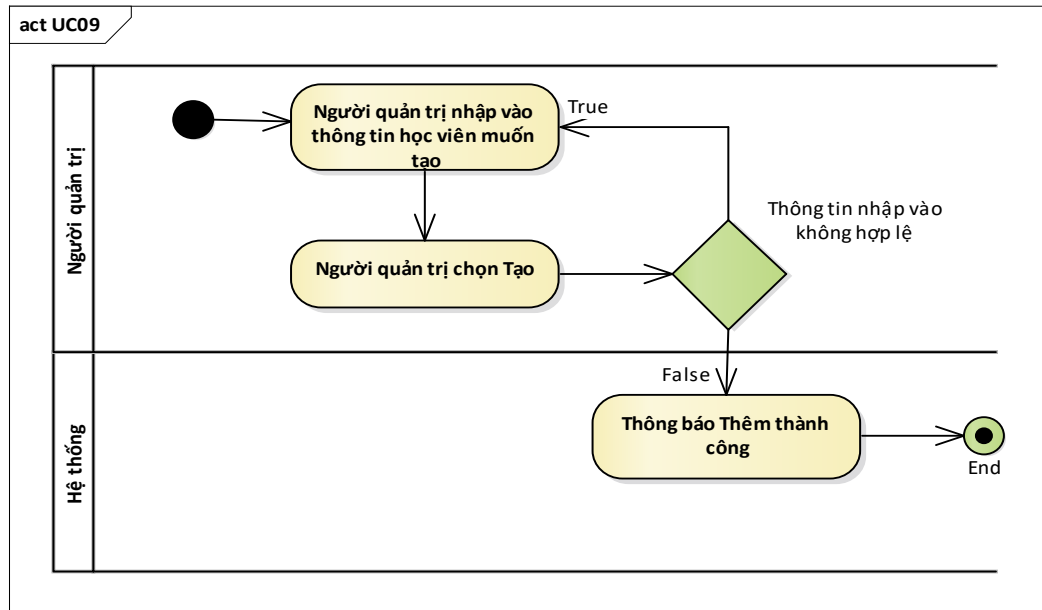 act UC09
Người quản trị
Người quản trị nhập vào
thông tin học viên muốn
tạo
True
Thông tin nhập vào
không hợp lệ
Người quản trị chọn Tạo
Hệ thống
False
Thông báo Thêm thành
công
End